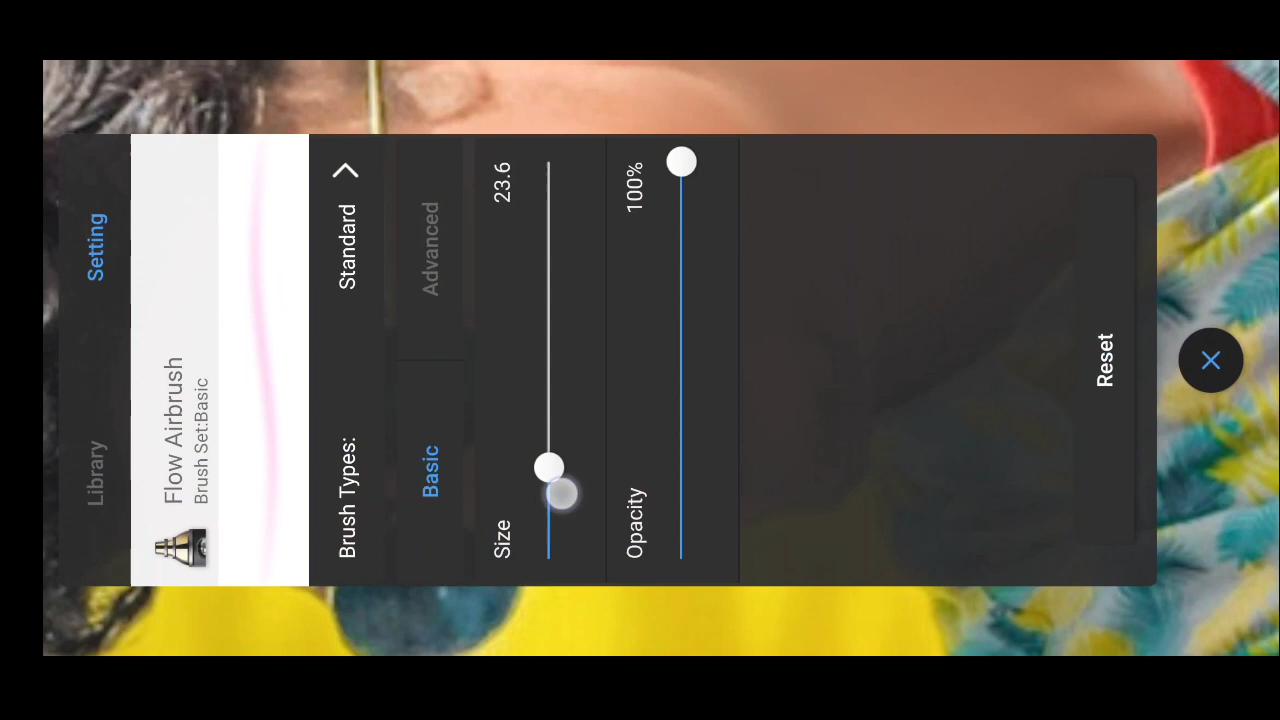 Library
Setting
Flow Airbrush
Brush Set:Basic
Brush Types:
Standard
Basic
Advanced
Size
23.6
Opacity
100%
Reset